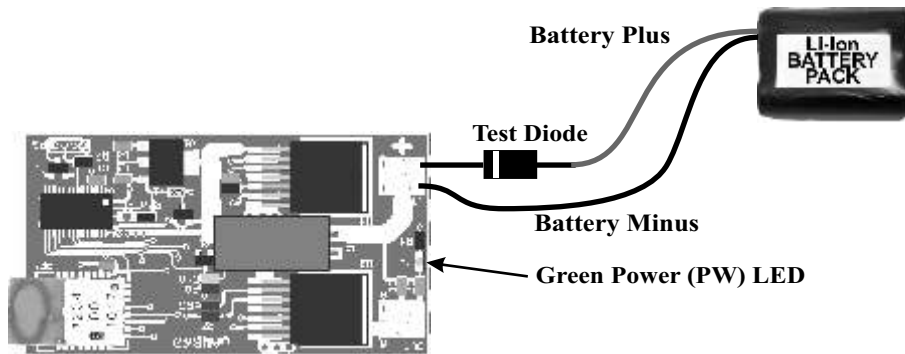 Battery Plus
LI-Ion
BATTERY
PACK
Test Diode
+
Battery Minus
Green Power (PW) LED